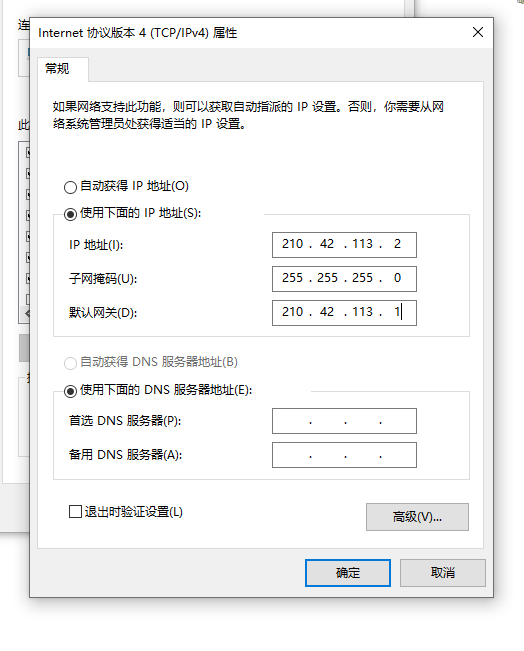 连
Internet 协议版本 4 (TCP/IPv4) 属性
常规
此
如果网络支持此功能，则可以获取自动指派的 IP 设置。否则，你需要从网
络系统管理员处获得适当的 IP 设置。
自动获得 IP 地址(O)
使用下面的 IP 地址(S):
IP 地址(I): 210 . 42 . 113 . 2
子网掩码(U): 255 . 255 . 255 . 0
默认网关(D): 210 . 42 . 113 . 1
自动获得 DNS 服务器地址(B)
使用下面的 DNS 服务器地址(E):
首选 DNS 服务器(P): . . .
备用 DNS 服务器(A): . . .
退出时验证设置(L)
高级(V)...
确定
取消